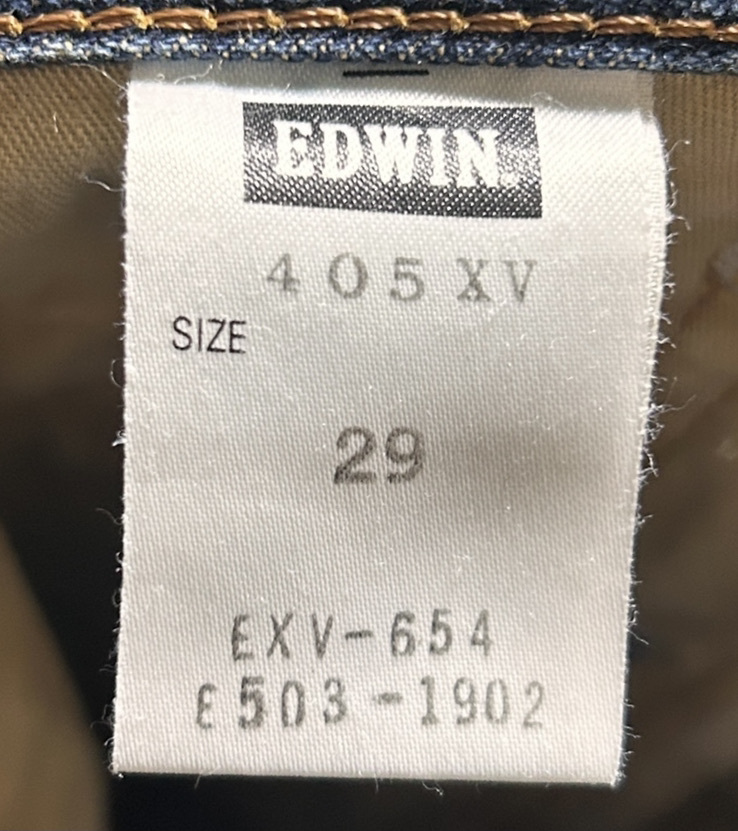 EDWIN.
405XV
SIZE
29
EXV-654
E503-1902